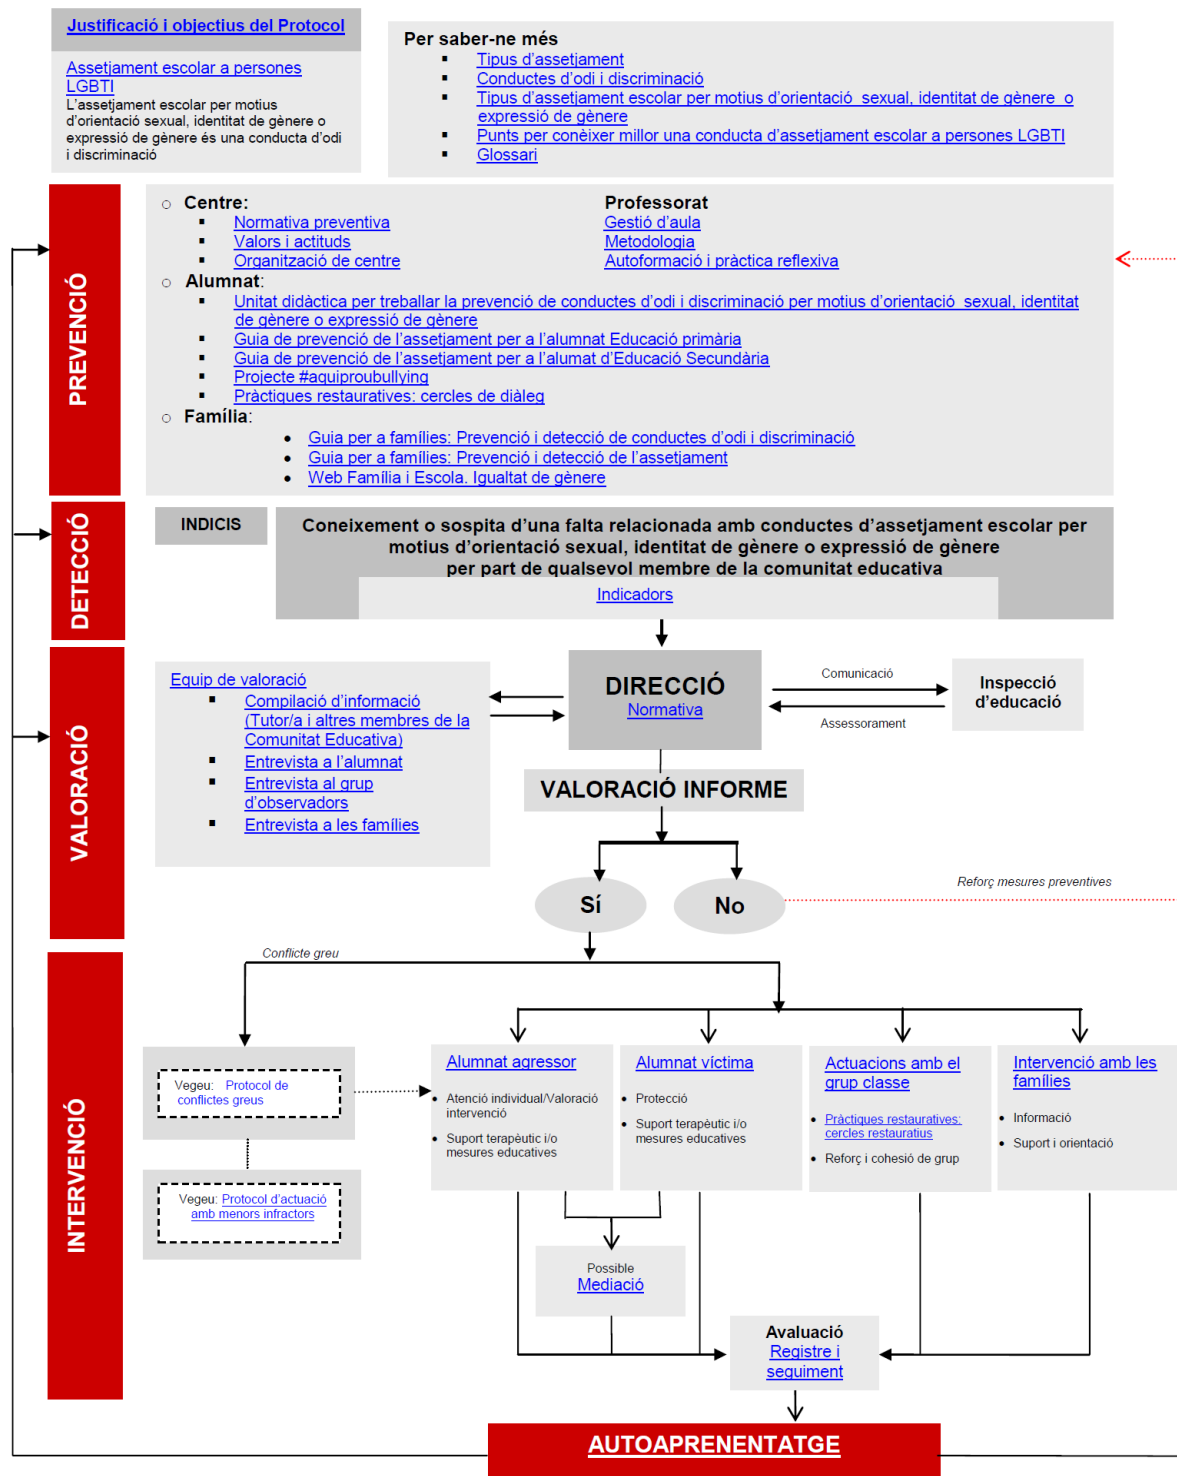 Justificació i objectius del Protocol
Assetjament escolar a persones
LGBTI
L'assetjament escolar per motius
d'orientació sexual, identitat de gènere o
expressió de gènere és una conducta d'odi
i discriminació
Per saber-ne més
Tipus d'assetjament
Conductes d'odi i discriminació
Tipus d'assetjament escolar per motius d'orientació sexual, identitat de gènere o
expressió de gènere
Punts per conèixer millor una conducta d'assetjament escolar a persones LGBTI
Glossari
PREVENCIÓ
Centre:
Normativa preventiva
Valors i actituds
Organització de centre
Professorat
Gestió d'aula
Metodologia
Autoformació i pràctica reflexiva
Alumnat:
Unitat didàctica per treballar la prevenció de conductes d'odi i discriminació per motius d'orientació sexual, identitat
de gènere o expressió de gènere
Guia de prevenció de l'assetjament per a l'alumnat Educació primària
Guia de prevenció de l'assetjament per a l'alumat d'Educació Secundària
Projecte #aquiproubullying
Pràctiques restauratives: cercles de diàleg
Família:
Guia per a famílies: Prevenció i detecció de conductes d'odi i discriminació
Guia per a famílies: Prevenció i detecció de l'assetjament
Web Família i Escola. Igualtat de gènere
DETECCIÓ
INDICIS
Coneixement o sospita d'una falta relacionada amb conductes d'assetjament escolar per
motius d'orientació sexual, identitat de gènere o expressió de gènere
per part de qualsevol membre de la comunitat educativa
Indicadors
VALORACIÓ
Equip de valoració
Compilació d'informació
(Tutor/a i altres membres de la
Comunitat Educativa)
Entrevista a l'alumnat
Entrevista al grup
d'observadors
Entrevista a les famílies
DIRECCIÓ
Normativa
Comunicació
Assessorament
Inspecció
d'educació
VALORACIÓ INFORME
Sí
No
Reforç mesures preventives
INTERVENCIÓ
Conflicte greu
Vegeu: Protocol de
conflictes greus
Vegeu: Protocol d'actuació
amb menors infractors
Alumnat agressor
Atenció individual/Valoració
intervenció
Suport terapèutic i/o
mesures educatives
Alumnat víctima
Protecció
Suport terapèutic i/o
mesures educatives
Actuacions amb el
grup classe
Pràctiques restauratives:
cercles restauratius
Reforç i cohesió de grup
Intervenció amb les
famílies
Informació
Suport i orientació
Possible
Mediació
Avaluació
Registre i
seguiment
AUTOAPRENENTATGE